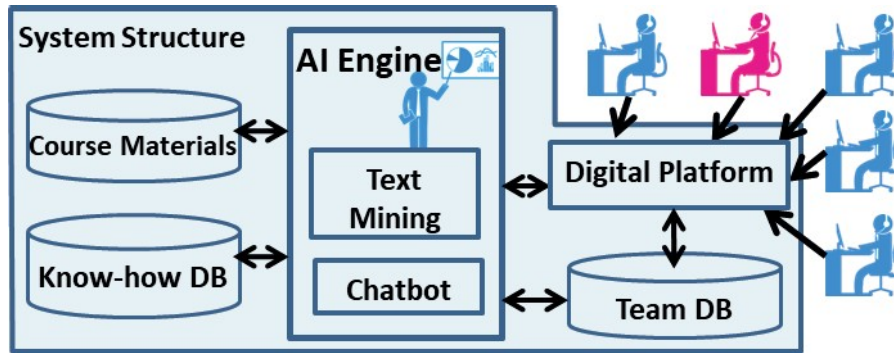 System Structure
AI Engine
Course Materials
Text
Mining
Digital Platform
Know-how DB
Chatbot
Team DB